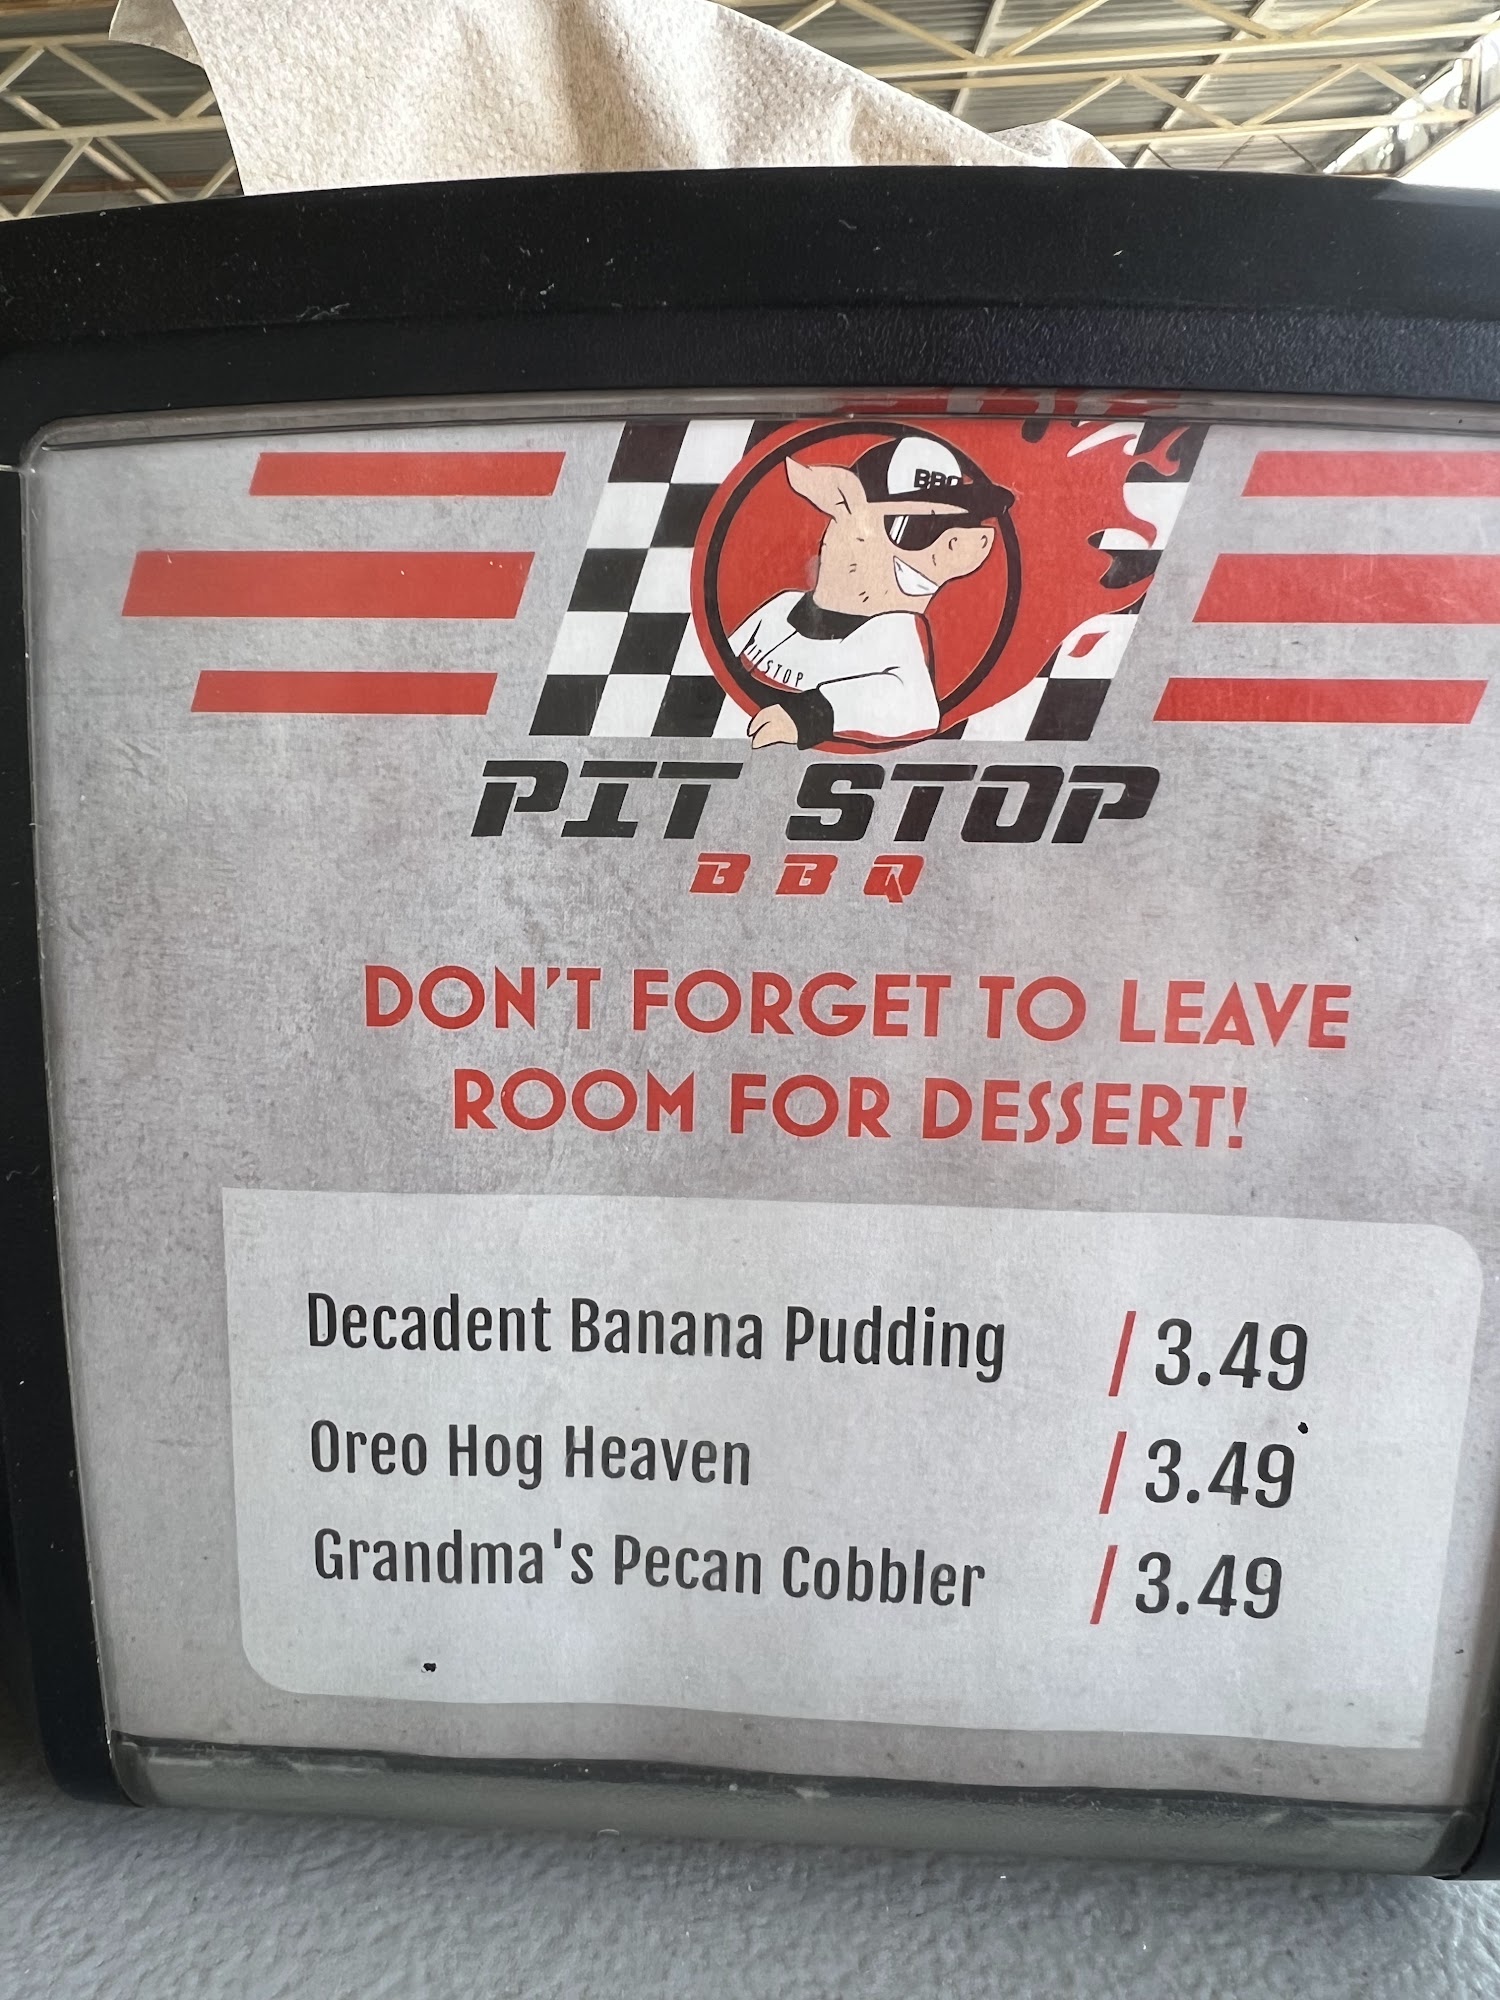 BBQ
PIT STOP
PIT STOP
BBQ
DON'T FORGET TO LEAVE
ROOM FOR DESSERT!
Decadent Banana Pudding / 3.49
Oreo Hog Heaven / 3.49
Grandma's Pecan Cobbler / 3.49